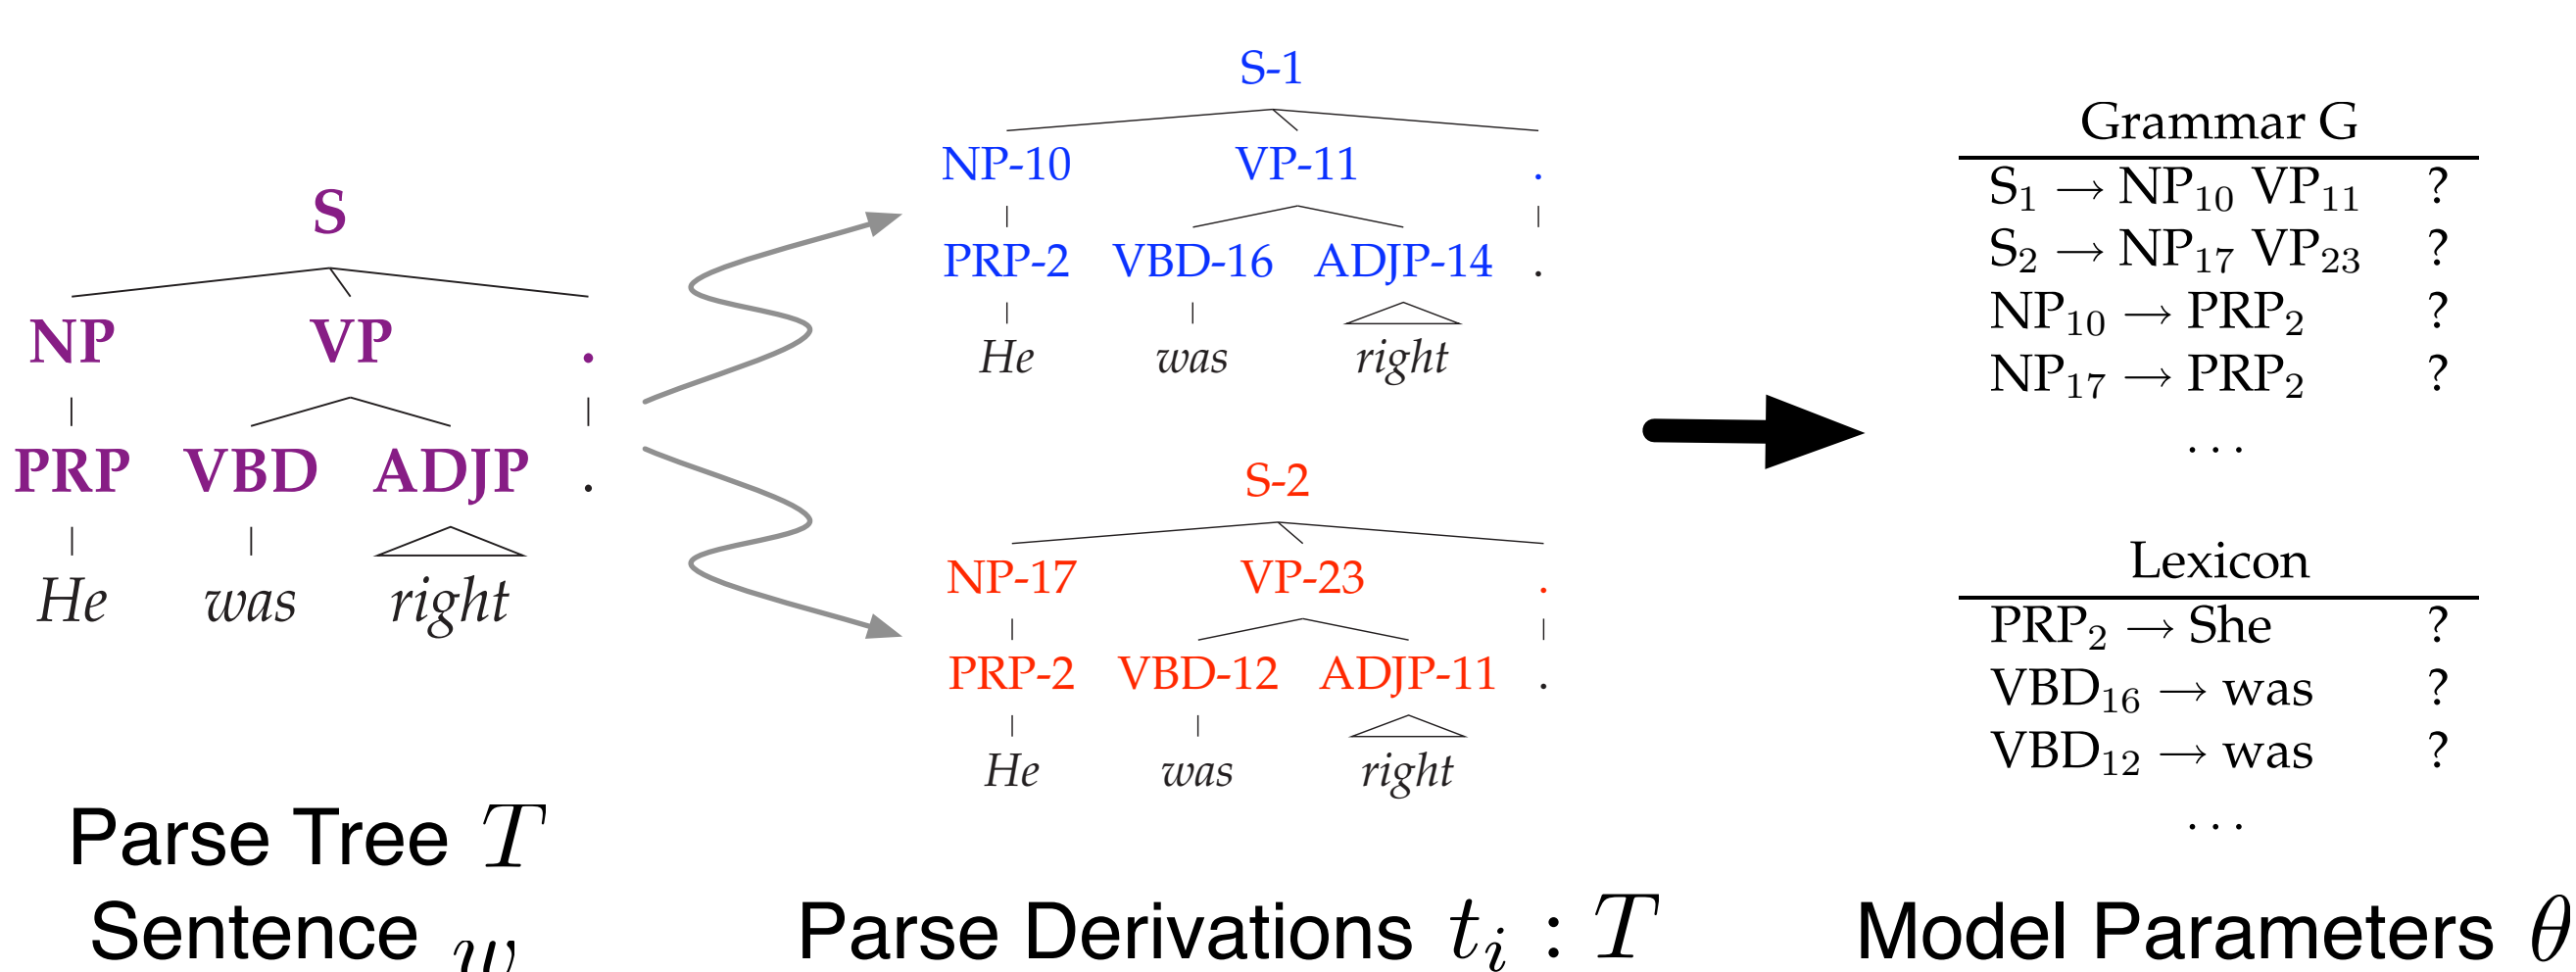 S
NP VP .
PRP VBD ADJP .
He was right
Parse Tree T
Sentence w
S-1
NP-10 VP-11 .
PRP-2 VBD-16 ADJP-14 .
He was right
S-2
NP-17 VP-23 .
PRP-2 VBD-12 ADJP-11 .
He was right
Parse Derivations t_i : T
Grammar G
S₁ → NP₁₀ VP₁₁ ?
S₂ → NP₁₇ VP₂₃ ?
NP₁₀ → PRP₂ ?
NP₁₇ → PRP₂ ?
...
Lexicon
PRP₂ → She ?
VBD₁₆ → was ?
VBD₁₂ → was ?
...
Model Parameters θ